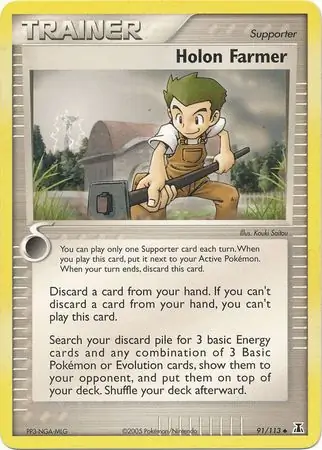 TRAINER
Supporter
Holon Farmer
Illus. Kouki Saitou
You can play only one Supporter card each turn. When
you play this card, put it next to your Active Pokémon.
When your turn ends, discard this card.
Discard a card from your hand. If you can't
discard a card from your hand, you can't
play this card.
Search your discard pile for 3 basic Energy
cards and any combination of 3 Basic
Pokémon or Evolution cards, show them to
your opponent, and put them on top of
your deck. Shuffle your deck afterward.
PP3-NGA-MLG
©2005 Pokémon/Nintendo
91/113